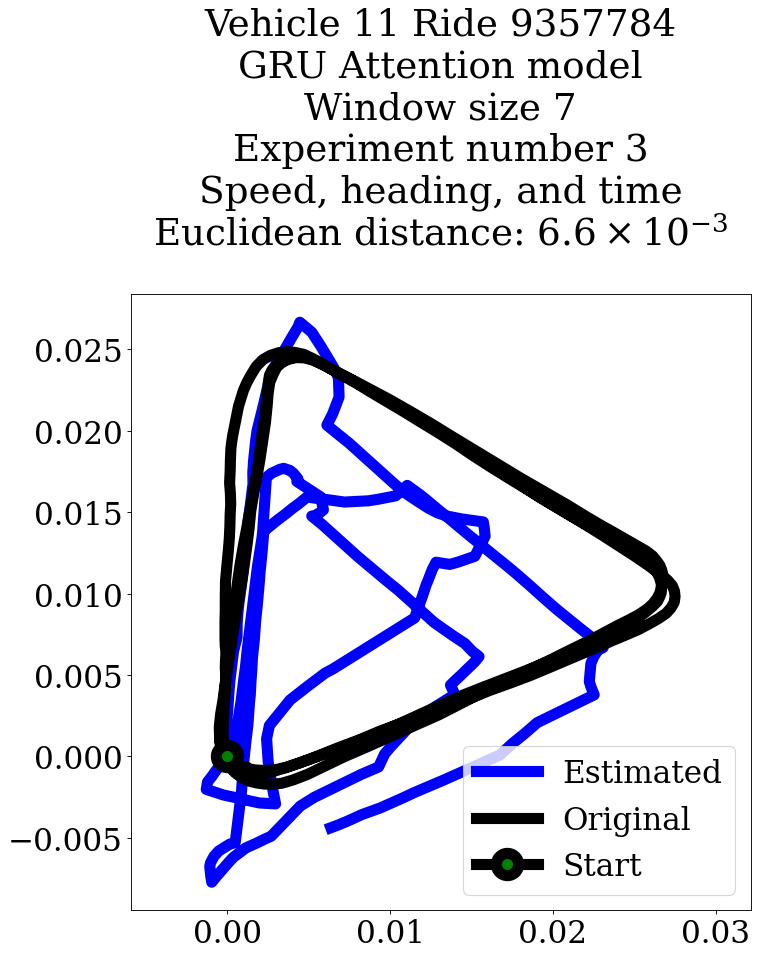 Vehicle 11 Ride 9357784
GRU Attention model
Window size 7
Experiment number 3
Speed, heading, and time
Euclidean distance: 6.6 × 10⁻³
0.025
0.020
0.015
0.010
0.005
0.000
−0.005
Estimated
Original
Start
0.00 0.01 0.02 0.03